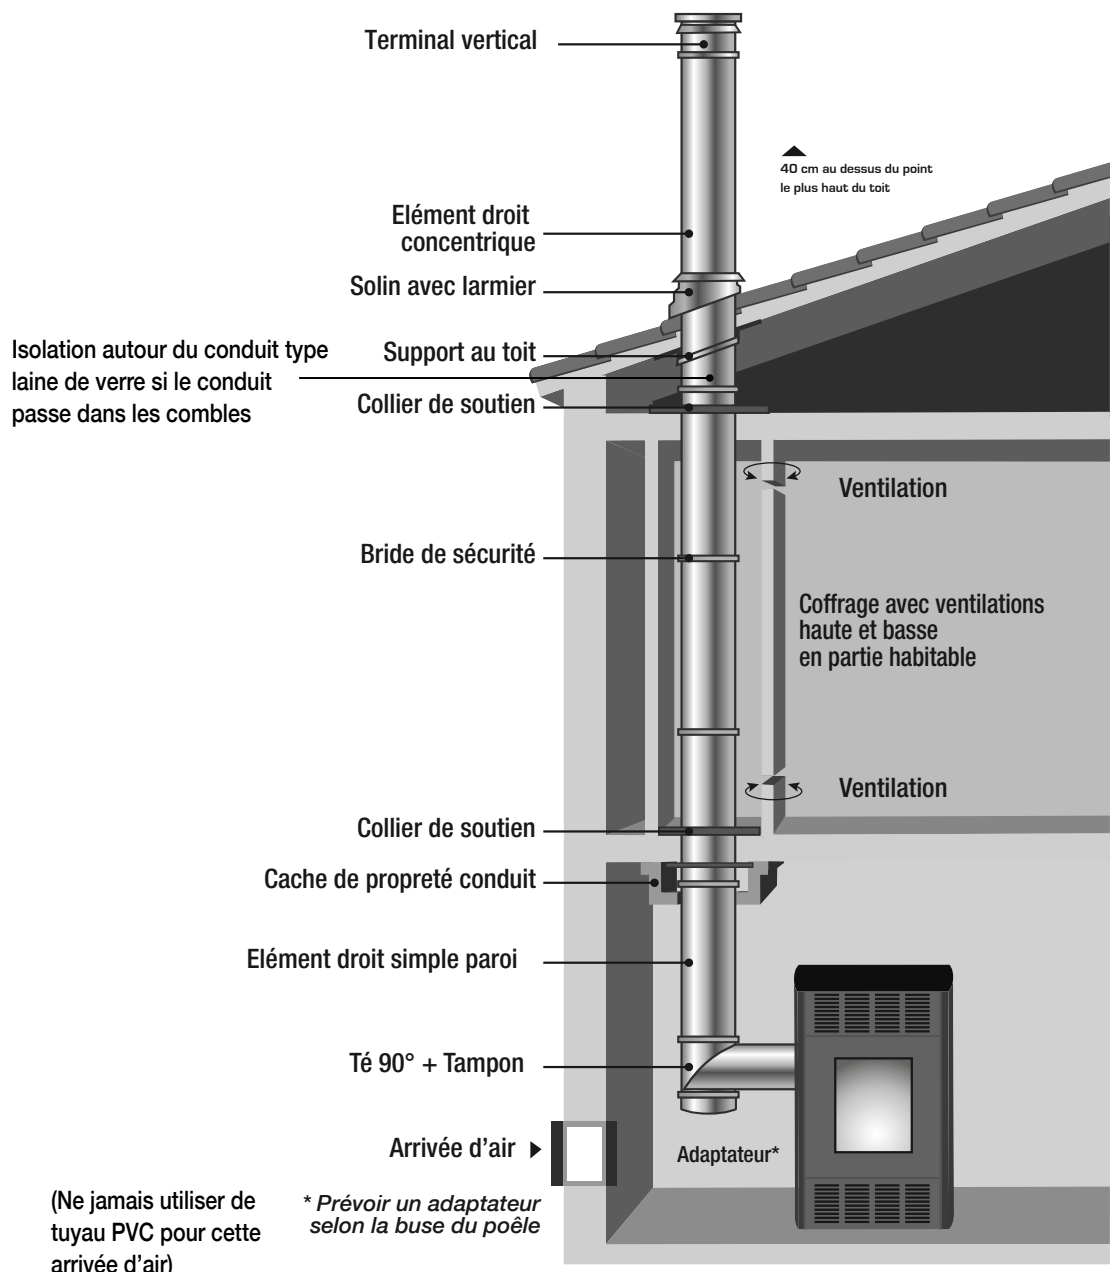 Terminal vertical
40 cm au dessus du point
le plus haut du toit
Elément droit
concentrique
Solin avec larmier
Isolation autour du conduit type
laine de verre si le conduit
passe dans les combles
Support au toit
Collier de soutien
Ventilation
Bride de sécurité
Coffrage avec ventilations
haute et basse
en partie habitable
Ventilation
Collier de soutien
Cache de propreté conduit
Elément droit simple paroi
Té 90° + Tampon
Arrivée d'air
Adaptateur*
(Ne jamais utiliser de
tuyau PVC pour cette
arrivée d'air)
* Prévoir un adaptateur
selon la buse du poêle